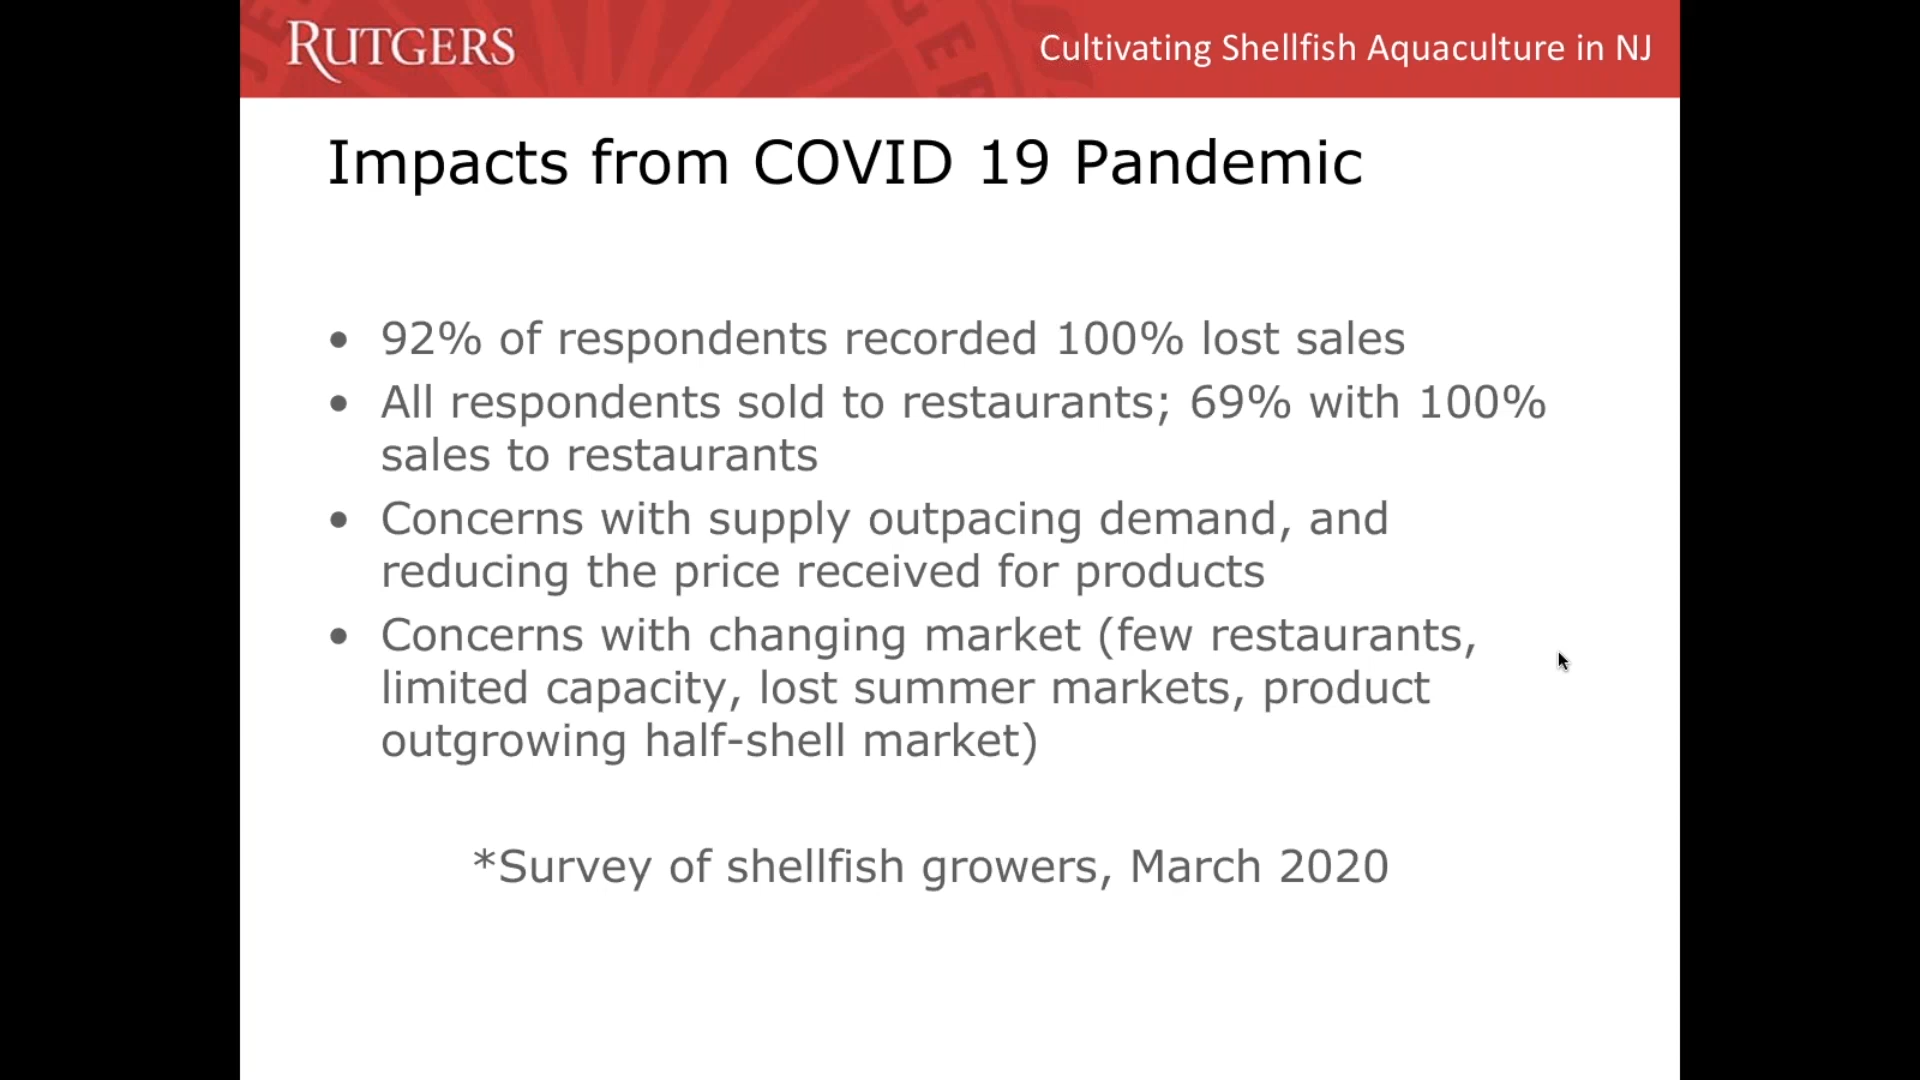 RUTGERS
Cultivating Shellfish Aquaculture in NJ
Impacts from COVID 19 Pandemic
• 92% of respondents recorded 100% lost sales
• All respondents sold to restaurants; 69% with 100%
sales to restaurants
• Concerns with supply outpacing demand, and
reducing the price received for products
• Concerns with changing market (few restaurants,
limited capacity, lost summer markets, product
outgrowing half-shell market)
*Survey of shellfish growers, March 2020